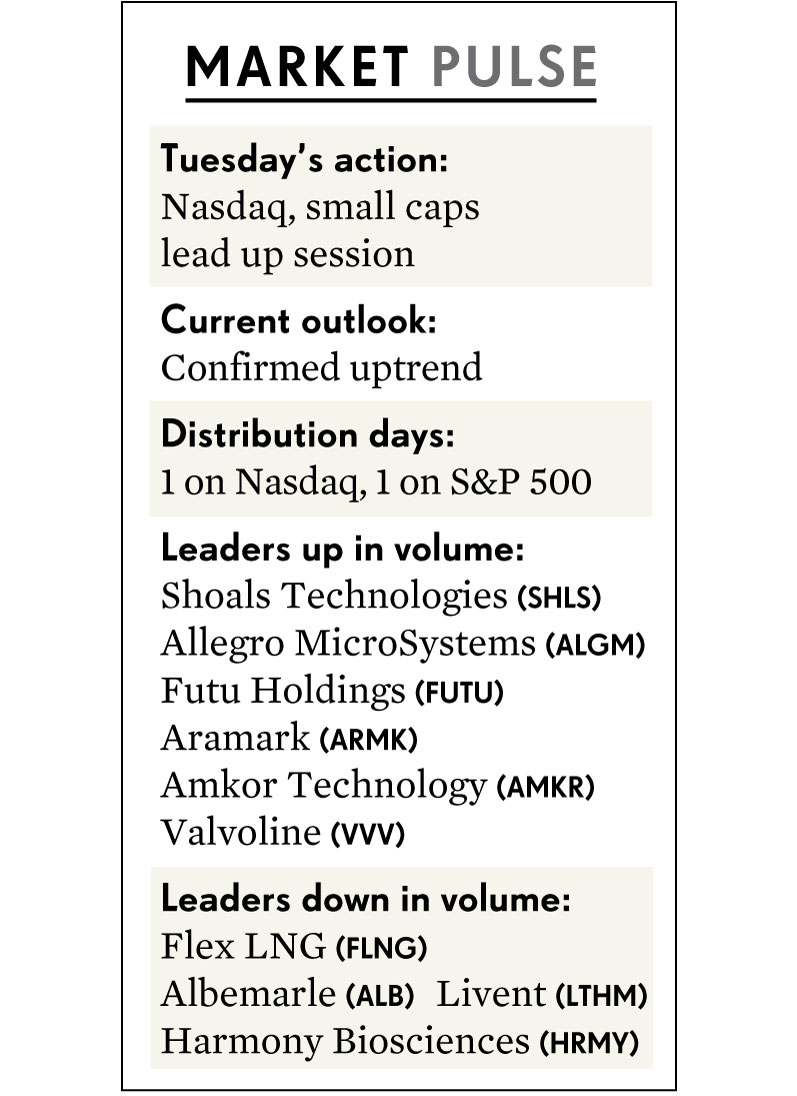 MARKET PULSE
Tuesday's action:
Nasdaq, small caps
lead up session
Current outlook:
Confirmed uptrend
Distribution days:
1 on Nasdaq, 1 on S&P 500
Leaders up in volume:
Shoals Technologies (SHLS)
Allegro MicroSystems (ALGM)
Futu Holdings (FUTU)
Aramark (ARMK)
Amkor Technology (AMKR)
Valvoline (VVV)
Leaders down in volume:
Flex LNG (FLNG)
Albemarle (ALB) Livent (LTHM)
Harmony Biosciences (HRMY)